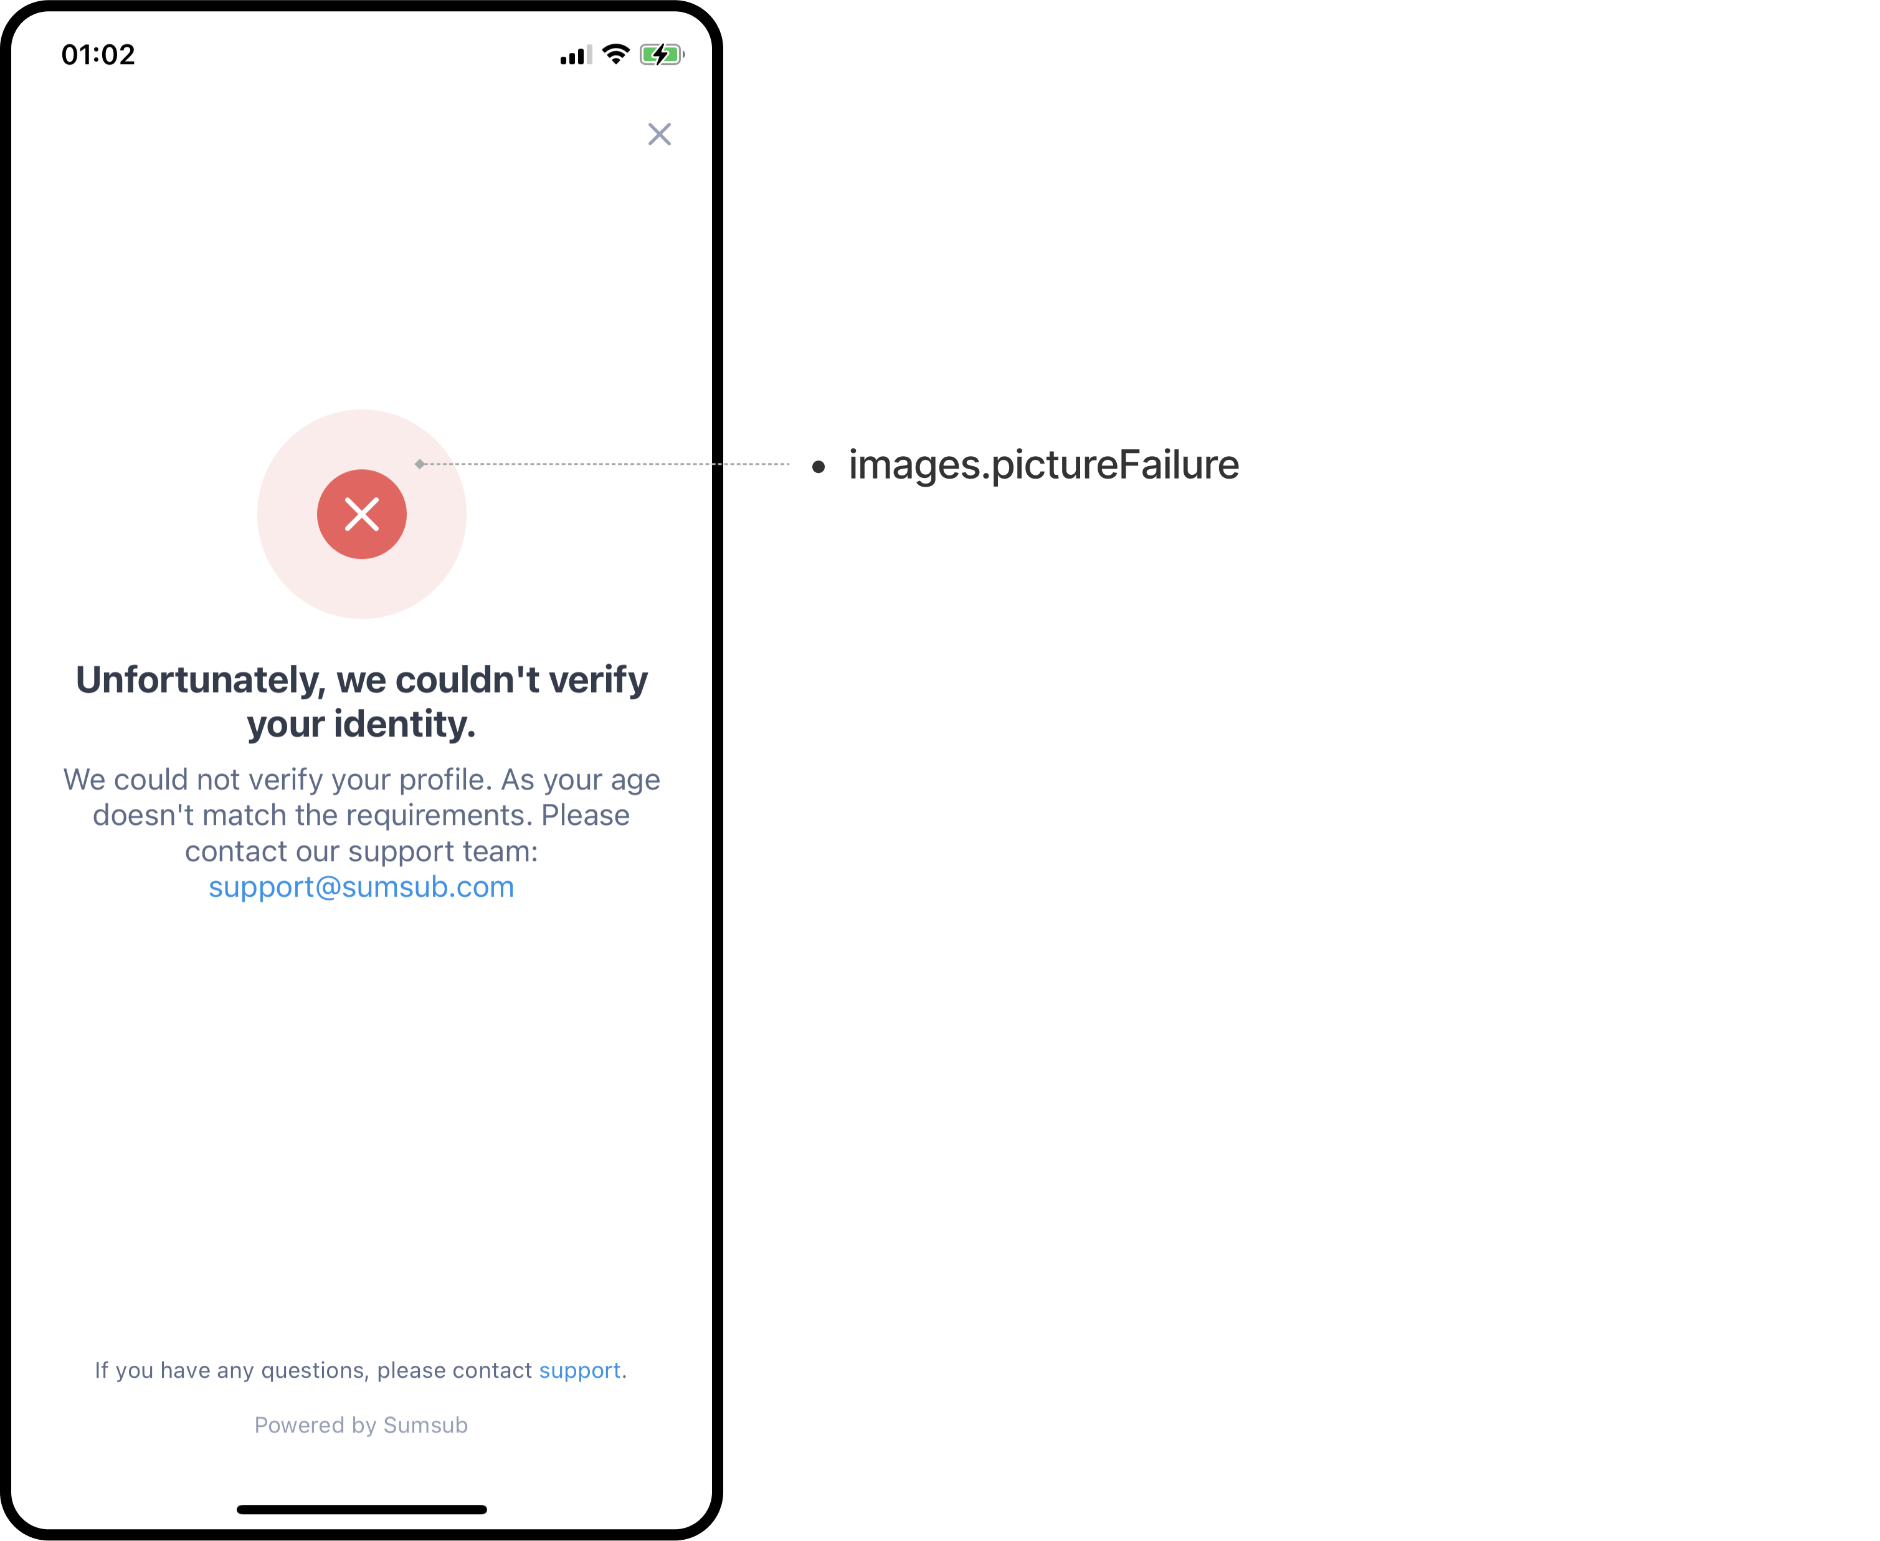 01:02
images.pictureFailure
Unfortunately, we couldn't verify
your identity.
We could not verify your profile. As your age
doesn't match the requirements. Please
contact our support team:
support@sumsub.com
If you have any questions, please contact support.
Powered by Sumsub